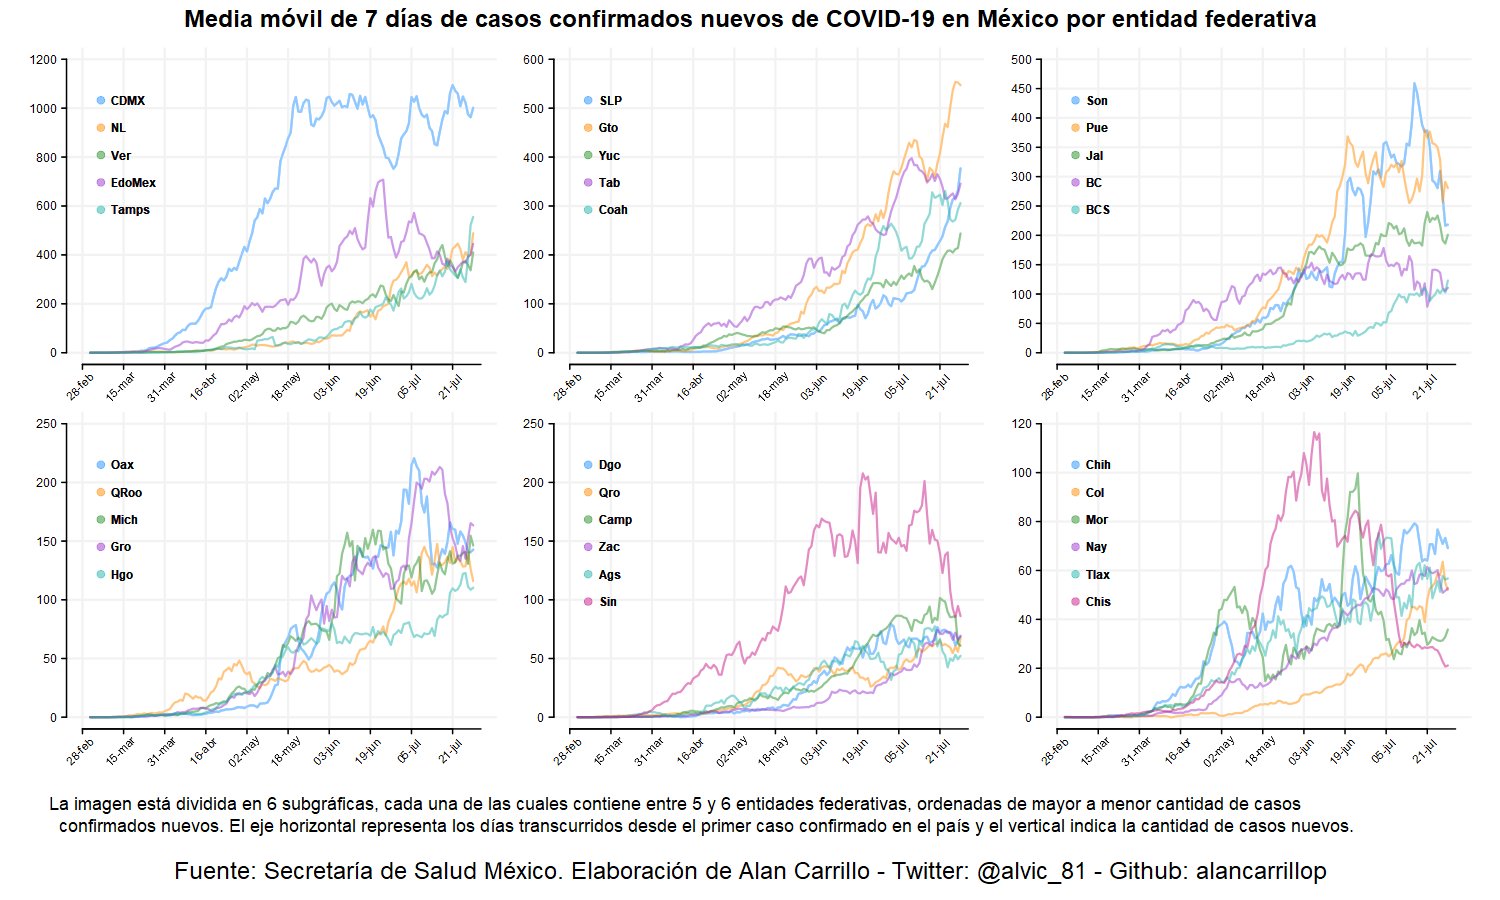 Media móvil de 7 días de casos confirmados nuevos de COVID-19 en México por entidad federativa
1200
1000
800
600
400
200
0
CDMX
NL
Ver
EdoMex
Tamps
28-feb
15-mar
31-mar
16-abr
02-may
18-may
03-jun
19-jun
05-jul
21-jul
600
500
400
300
200
100
0
SLP
Gto
Yuc
Tab
Coah
28-feb
15-mar
31-mar
16-abr
02-may
18-may
03-jun
19-jun
05-jul
21-jul
500
450
400
350
300
250
200
150
100
50
0
Son
Pue
Jal
BC
BCS
28-feb
15-mar
31-mar
16-abr
02-may
18-may
03-jun
19-jun
05-jul
21-jul
250
200
150
100
50
0
Oax
QRoo
Mich
Gro
Hgo
28-feb
15-mar
31-mar
16-abr
02-may
18-may
03-jun
19-jun
05-jul
21-jul
250
200
150
100
50
0
Dgo
Qro
Camp
Zac
Ags
Sin
28-feb
15-mar
31-mar
16-abr
02-may
18-may
03-jun
19-jun
05-jul
21-jul
120
100
80
60
40
20
0
Chih
Col
Mor
Nay
Tlax
Chis
28-feb
15-mar
31-mar
16-abr
02-may
18-may
03-jun
19-jun
05-jul
21-jul
La imagen está dividida en 6 subgráficas, cada una de las cuales contiene entre 5 y 6 entidades federativas, ordenadas de mayor a menor cantidad de casos
confirmados nuevos. El eje horizontal representa los días transcurridos desde el primer caso confirmado en el país y el vertical indica la cantidad de casos nuevos.
Fuente: Secretaría de Salud México. Elaboración de Alan Carrillo - Twitter: @alvic_81 - Github: alancarrillop